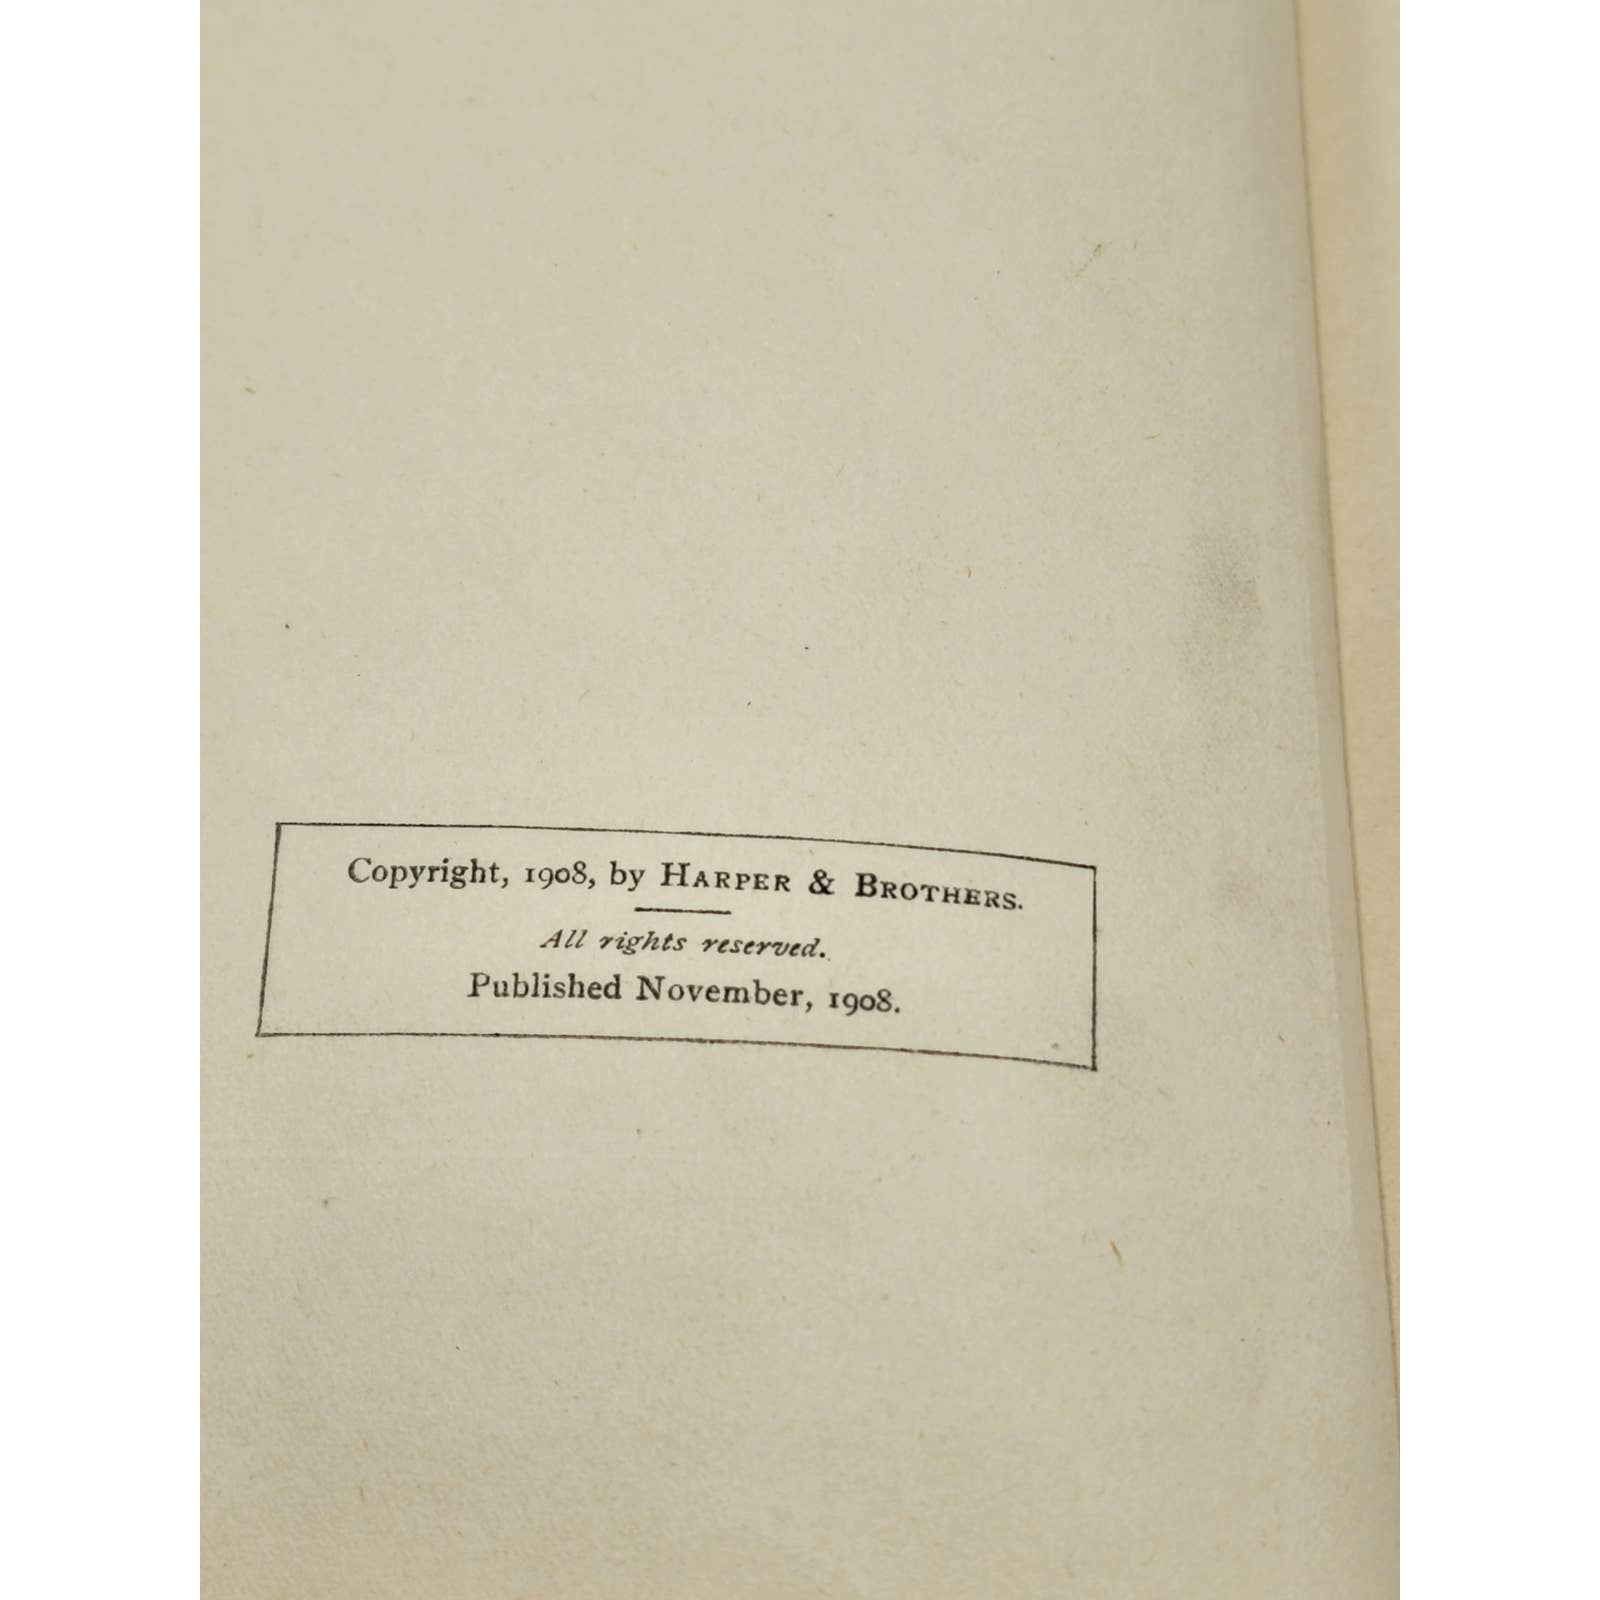 Copyright, 1908, by HARPER & BROTHERS.
All rights reserved.
Published November, 1908.